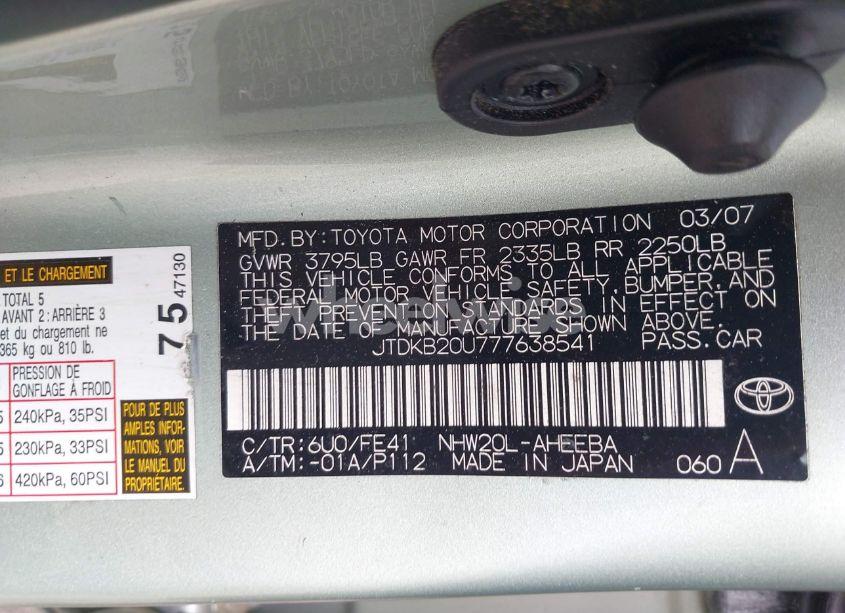 ET LE CHARGEMENT
TOTAL 5
AVANT 2 : ARRIÈRE 3
et du chargement ne
365 kg ou 810 lb.
75 47130
PRESSION DE
GONFLAGE À FROID
240kPa, 35PSI
230kPa, 33PSI
420kPa, 60PSI
POUR DE PLUS
AMPLES INFOR-
MATIONS, VOIR
LE MANUEL DU
PROPRIÉTAIRE.
MFD. BY: TOYOTA MOTOR CORPORATION 03/07
GVWR 3795LB GAWR FR 2335LB RR 2250LB
THIS VEHICLE CONFORMS TO ALL APPLICABLE
FEDERAL MOTOR VEHICLE SAFETY, BUMPER, AND
THEFT PREVENTION STANDARDS IN EFFECT ON
THE DATE OF MANUFACTURE SHOWN ABOVE.
JTDKB20U777638541 PASS.CAR
C/TR: 6U0/FE41 NHW20L-AHEEBA
A/TM: -01A/P112 MADE IN JAPAN 060 A